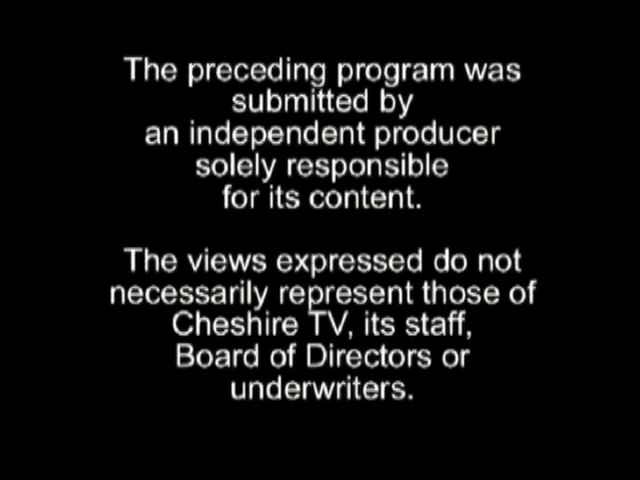 The preceding program was
submitted by
an independent producer
solely responsible
for its content.
The views expressed do not
necessarily represent those of
Cheshire TV, its staff,
Board of Directors or
underwriters.